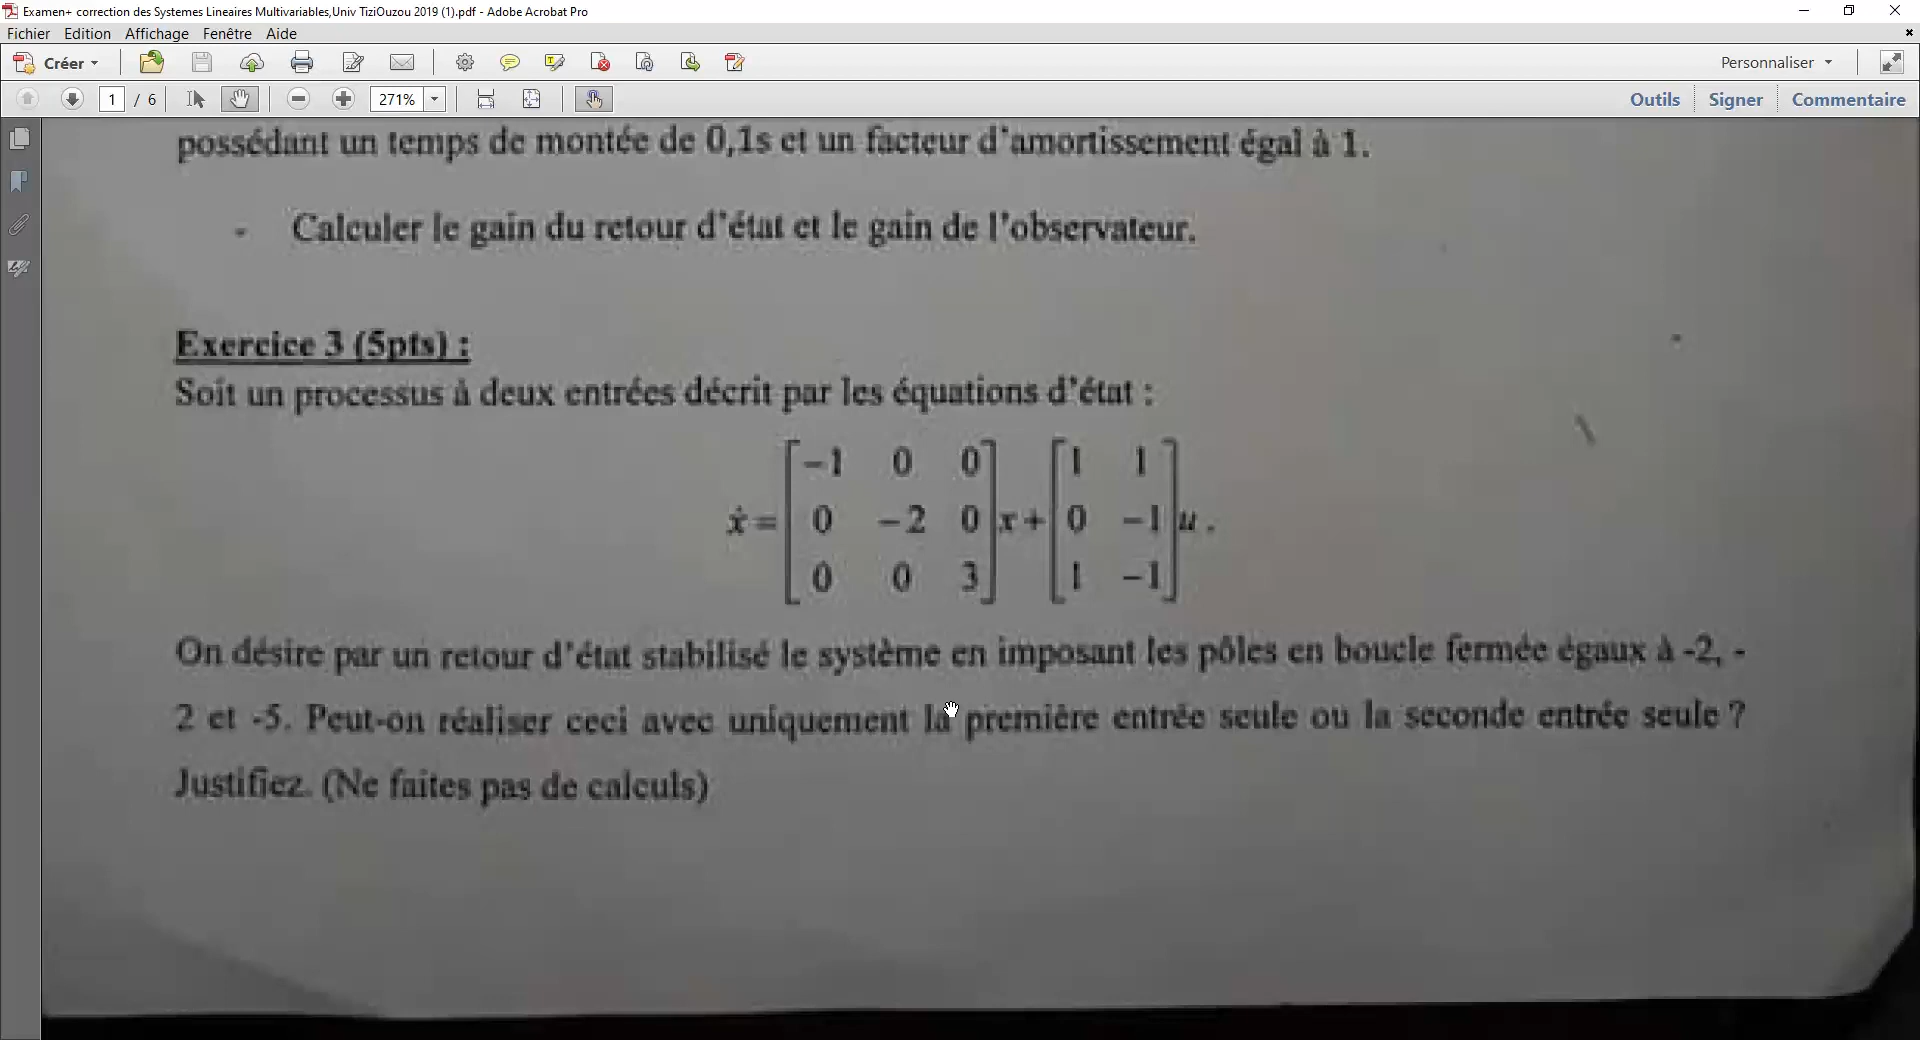 Examen+ correction des Systemes Lineaires Multivariables,Univ TiziOuzou 2019 (1).pdf - Adobe Acrobat Pro
Fichier Edition Affichage Fenêtre Aide
Créer Personnaliser
1 / 6 271% Outils Signer Commentaire
possédant un temps de montée de 0,1s et un facteur d'amortissement égal à 1.
- Calculer le gain du retour d'état et le gain de l'observateur.
Exercice 3 (5pts) :
Soit un processus à deux entrées décrit par les équations d'état :
-1 0 0 1 1
ẋ = 0 -2 0 x + 0 -1 u .
0 0 3 1 -1
On désire par un retour d'état stabilisé le système en imposant les pôles en boucle fermée égaux à -2, -
2 et -5. Peut-on réaliser ceci avec uniquement la première entrée seule ou la seconde entrée seule ?
Justifiez. (Ne faites pas de calculs)